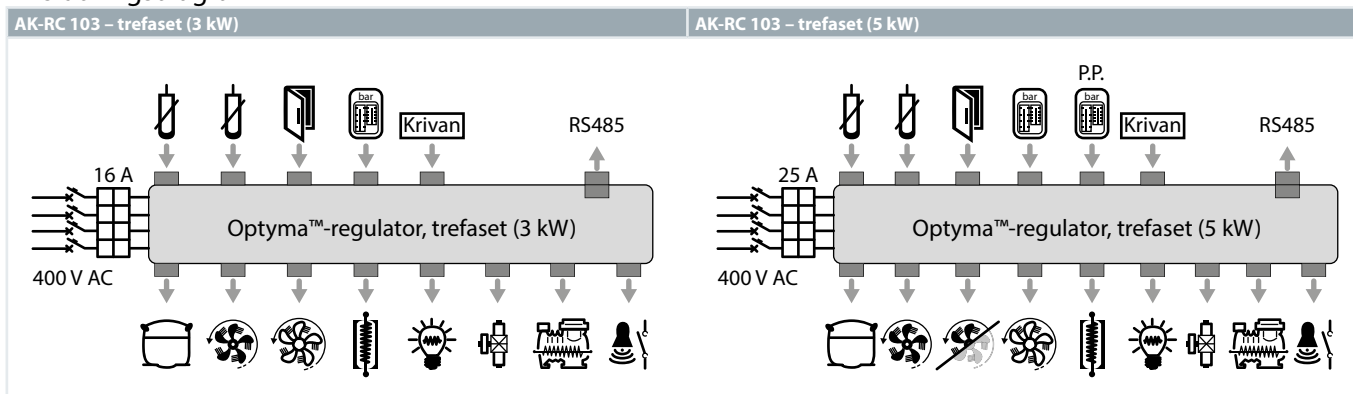 AK-RC 103 – trefaset (3 kW)
16 A
bar
Krivan
RS485
Optyma™-regulator, trefaset (3 kW)
400 V AC
AK-RC 103 – trefaset (5 kW)
P.P.
25 A
bar
bar
Krivan
RS485
Optyma™-regulator, trefaset (5 kW)
400 V AC